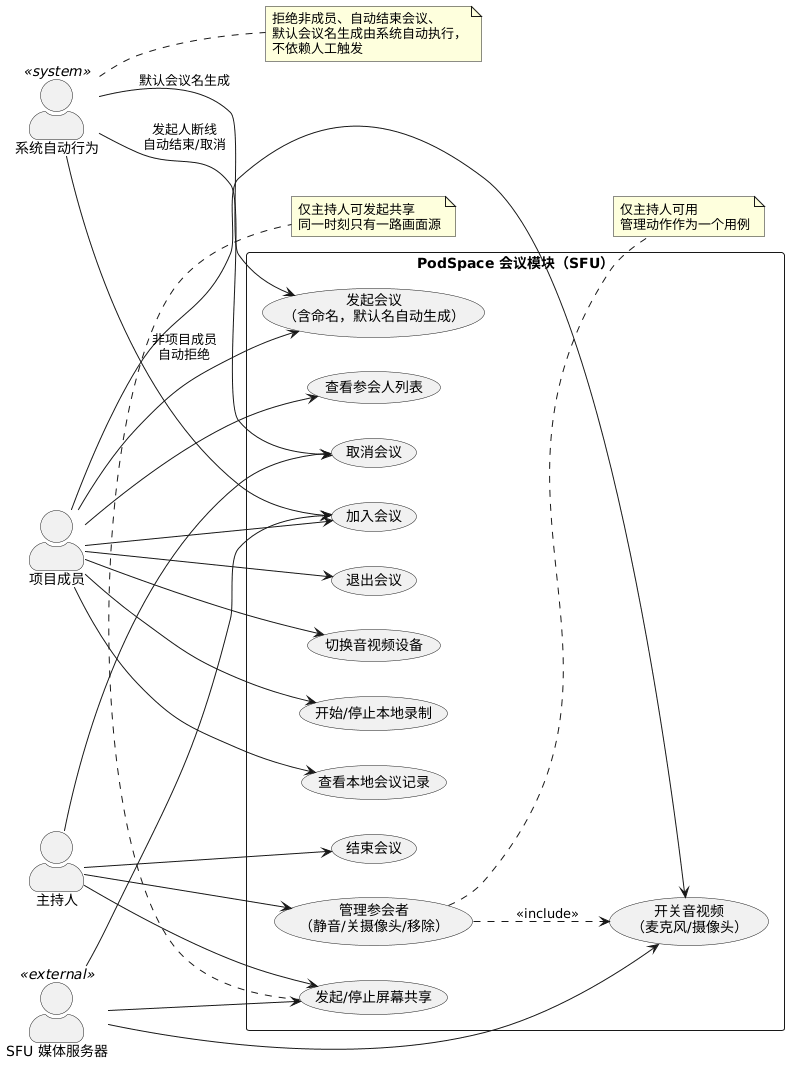 拒绝非成员、自动结束会议、
默认会议名生成由系统自动执行，
不依赖人工触发
«system»
系统自动行为
默认会议名生成
发起人断线
自动结束/取消
仅主持人可发起共享
同一时刻只有一路画面源
仅主持人可用
管理动作作为一个用例
PodSpace 会议模块（SFU）
发起会议
（含命名，默认名自动生成）
非项目成员
自动拒绝
查看参会人列表
取消会议
加入会议
项目成员
退出会议
切换音视频设备
开始/停止本地录制
查看本地会议记录
结束会议
主持人
管理参会者
（静音/关摄像头/移除）
«include»
开关音视频
（麦克风/摄像头）
发起/停止屏幕共享
«external»
SFU 媒体服务器